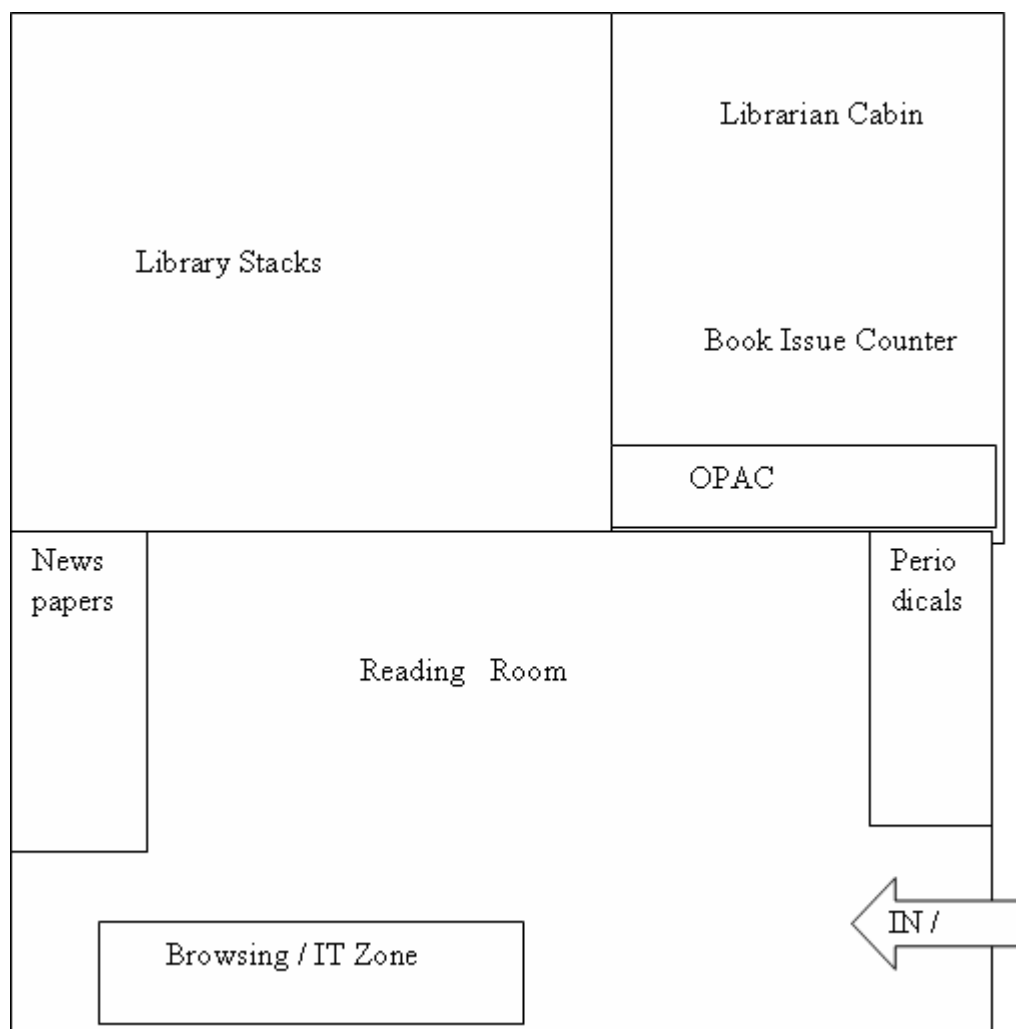 Librarian Cabin
Library Stacks
Book Issue Counter
OPAC
News
papers
Perio
dicals
Reading Room
IN /
Browsing / IT Zone